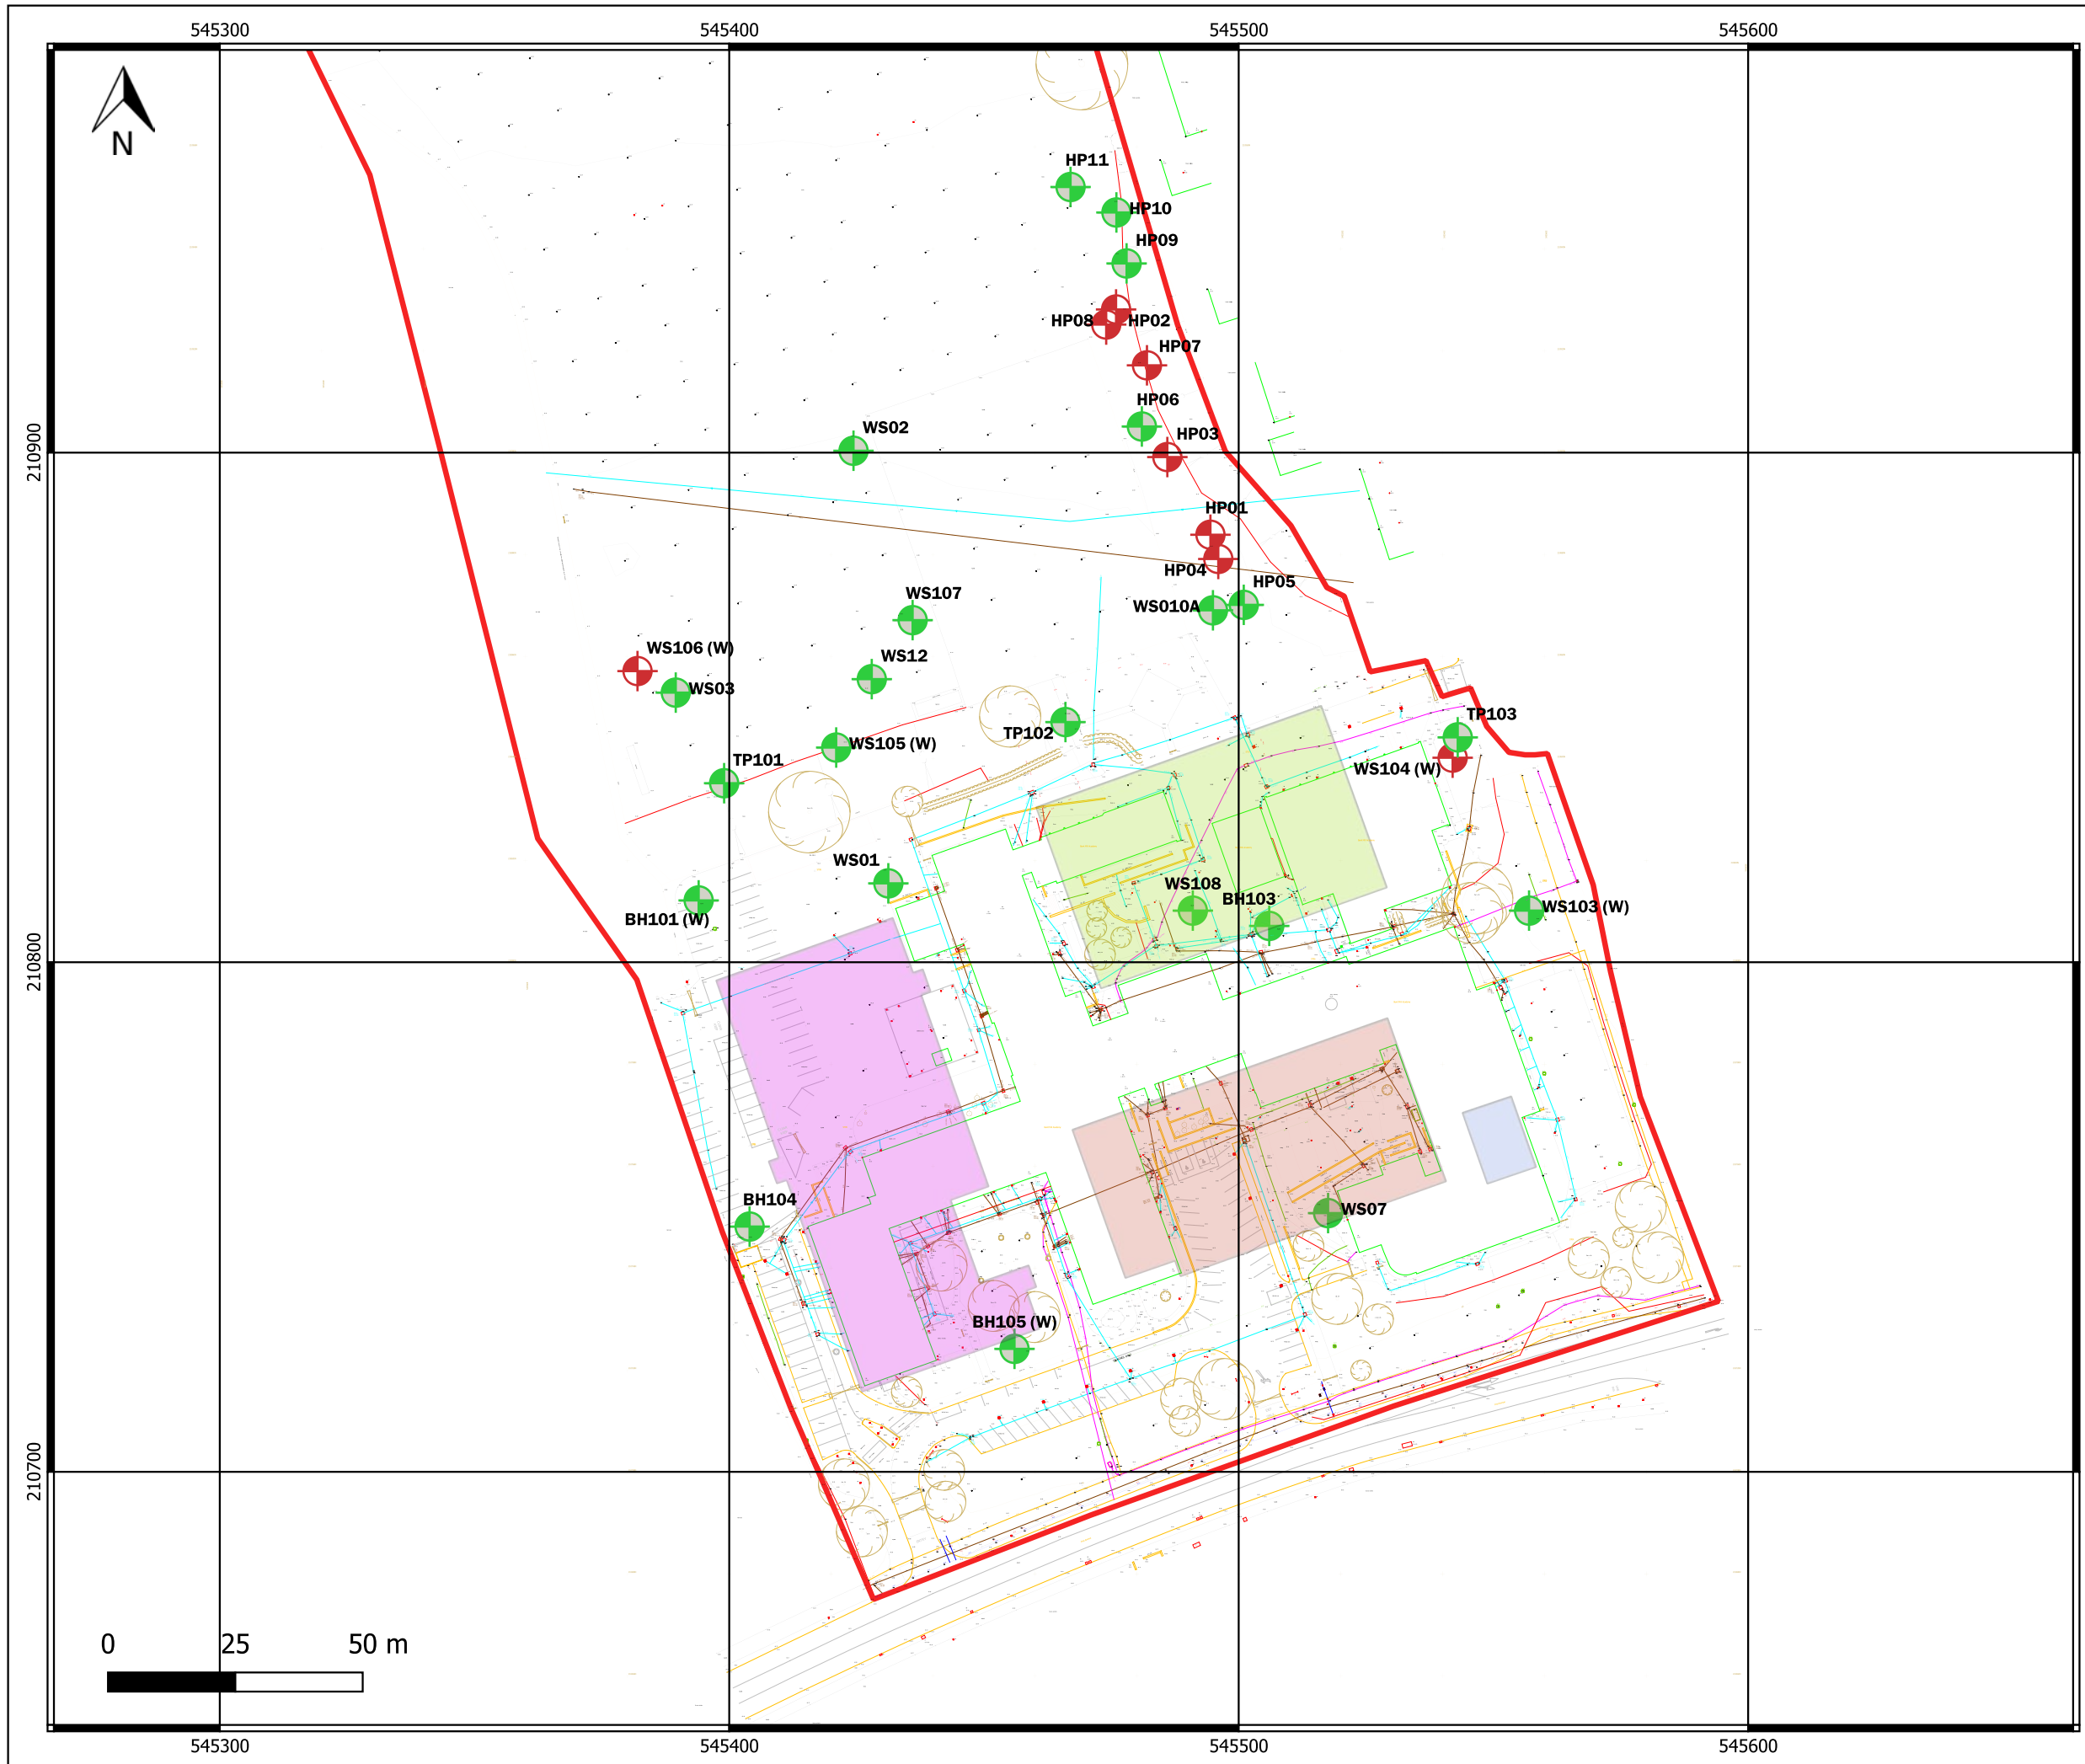 545300 545400 545500 545600
N
HP11
HP10
HP09
HP08 HP02
HP07
HP06
HP03
WS02
210900
HP01
HP04
HP05
WS107
WS010A
WS106 (W)
WS12
WS03
TP103
TP102
WS105 (W)
TP101
WS104 (W)
WS01
WS108
BH103
WS103 (W)
BH101 (W)
210800
BH104
WS07
BH105 (W)
210700
0 25 50 m
545300 545400 545500 545600